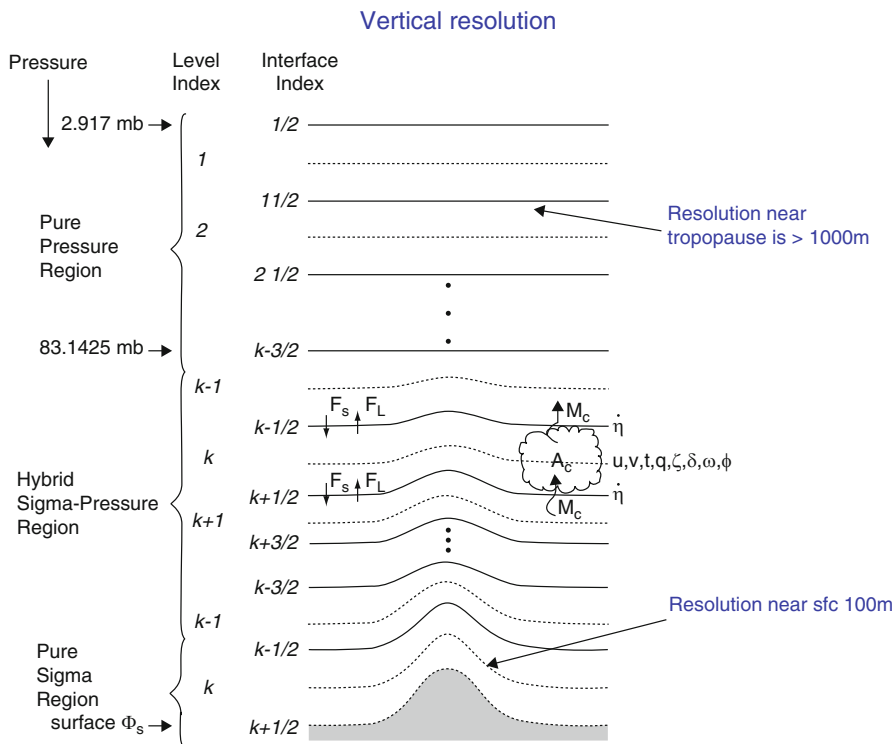 Vertical resolution
Pressure
Level
Index
Interface
Index
2.917 mb
1/2
1
11/2
Resolution near
tropopause is > 1000m
Pure
Pressure
Region
2
2 1/2
83.1425 mb
k-3/2
k-1
F_s F_L
M_c
k-1/2
η̇
k
A_c
u,v,t,q,ζ,δ,ω,ϕ
Hybrid
Sigma-Pressure
Region
F_s F_L
k+1/2
η̇
M_c
k+1
k+3/2
k-3/2
k-1
Resolution near sfc 100m
k-1/2
Pure
Sigma
Region
k
surface Φ_s
k+1/2